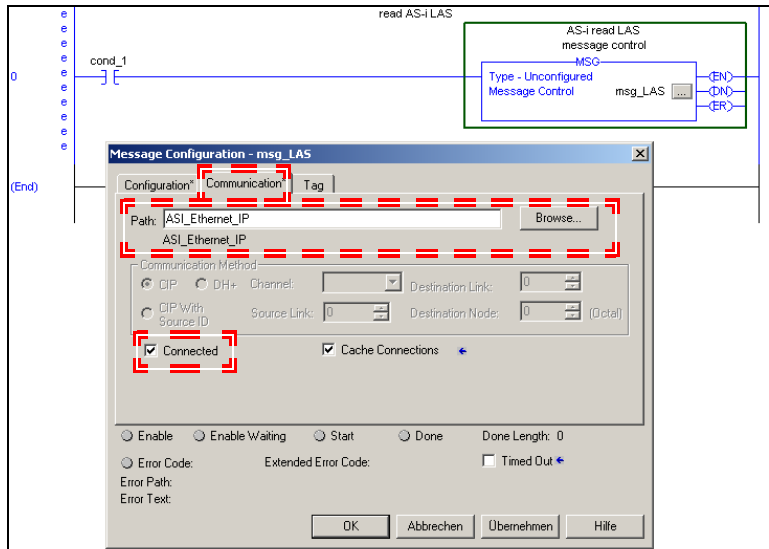 read AS-i LAS
e
e
e
e
e
e
e
e
e
AS-i read LAS
message control
MSG
cond_1
0
Type - Unconfigured
Message Control msg_LAS ...
EN
DN
ER
(End)
Message Configuration - msg_LAS
Configuration* Communication* Tag
Path: ASI_Ethernet_IP Browse...
ASI_Ethernet_IP
Communication Method
CIP DH+ Channel: Destination Link: 0
CIP With
Source ID Source Link: 0 Destination Node: 0 (Octal)
Connected Cache Connections
Enable Enable Waiting Start Done Done Length: 0
Error Code: Extended Error Code: Timed Out
Error Path:
Error Text:
OK Abbrechen Übernehmen Hilfe